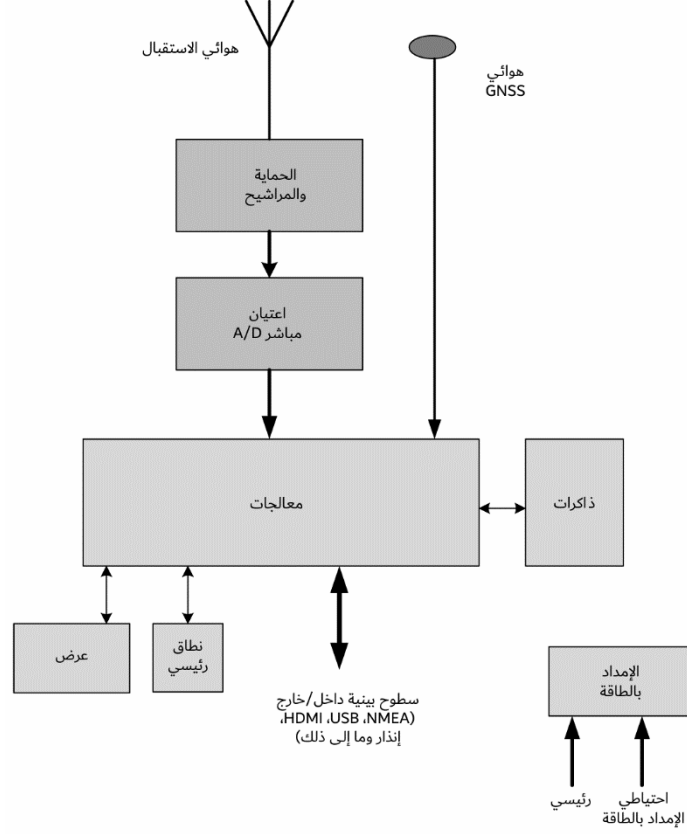 هوائي الاستقبال
هوائي
GNSS
الحماية
والمراشيح
اعتيان
مباشر A/D
معالجات
ذاكرات
عرض
نطاق
رئيسي
سطوح بينية داخل/خارج
(NMEA، USB، HDMI،
إنذار وما إلى ذلك)
الإمداد
بالطاقة
رئيسي
احتياطي
الإمداد بالطاقة